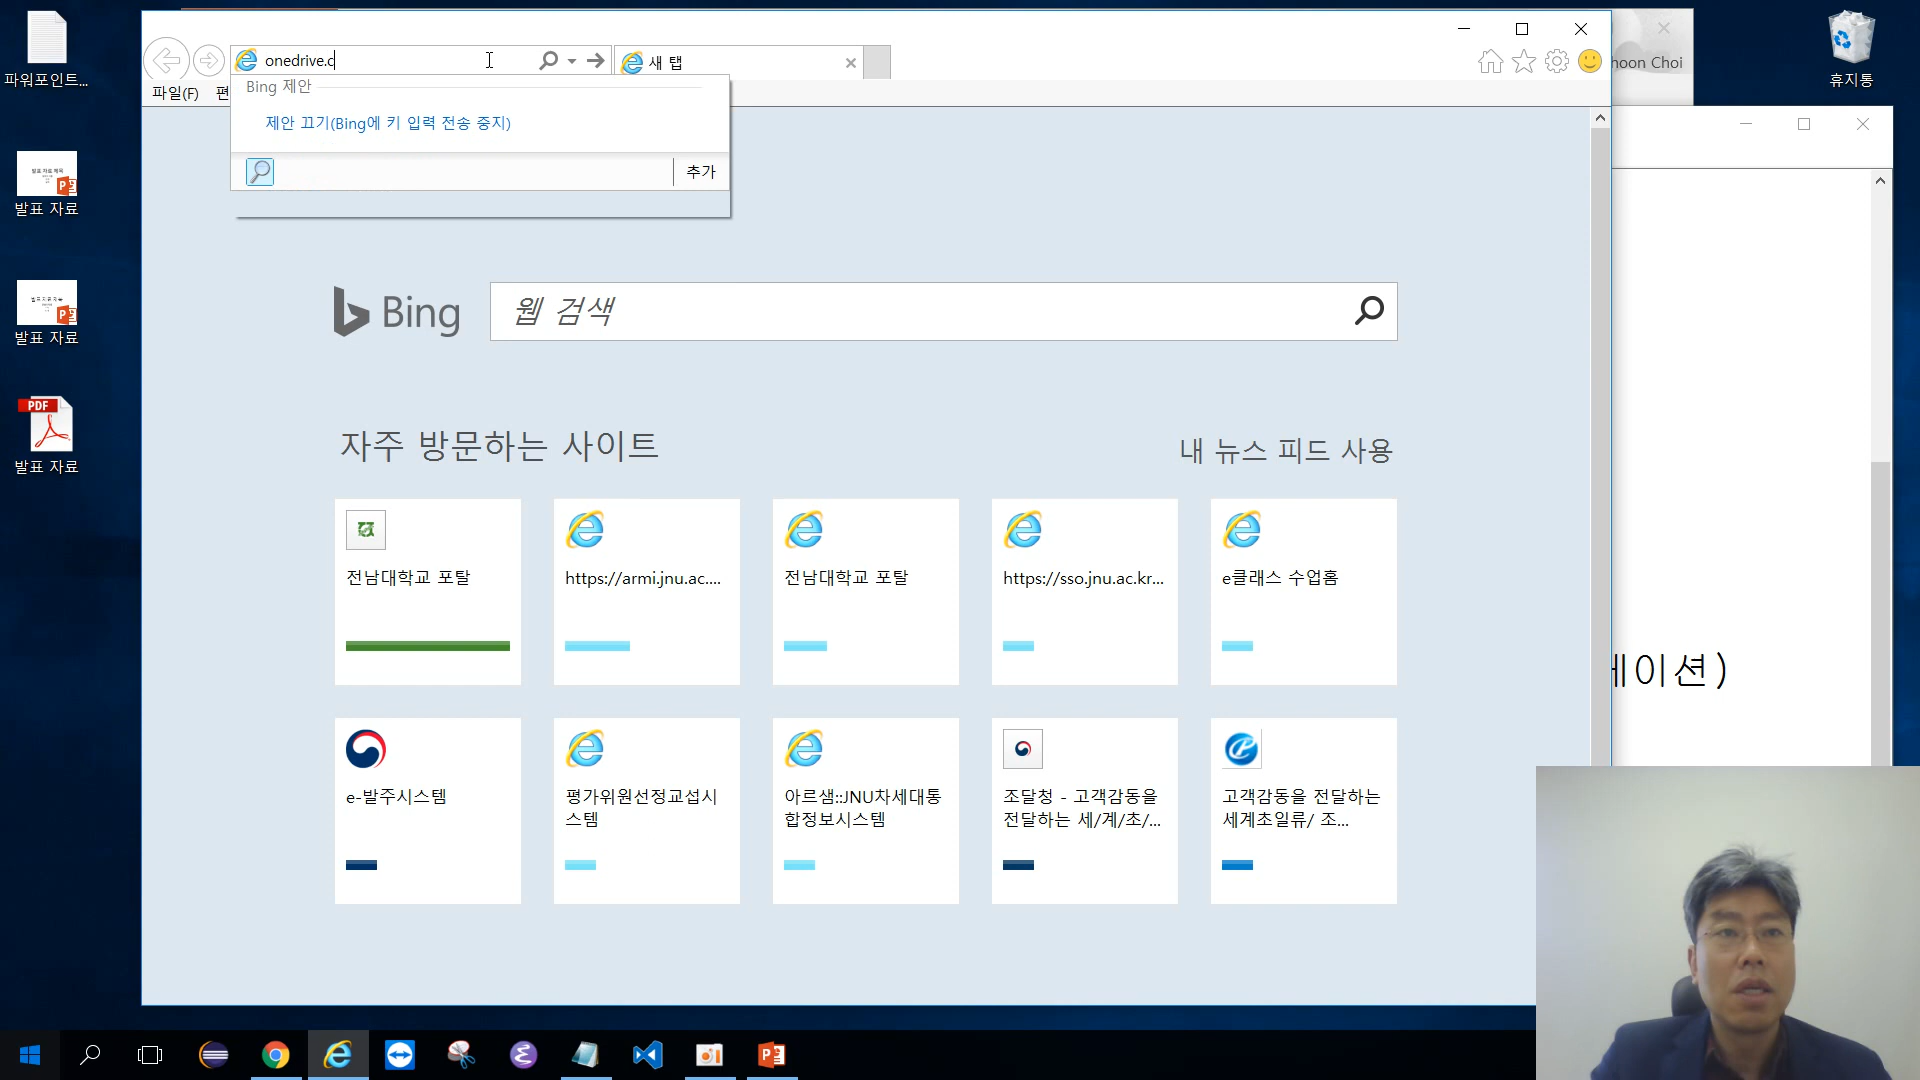 파워포인트...
발표 자료
발표 자료
PDF
발표 자료
휴지통
hoon Choi
onedrive.c
새 탭
파일(F) 편
Bing 제안
제안 끄기(Bing에 키 입력 전송 중지)
추가
Bing
웹 검색
자주 방문하는 사이트
내 뉴스 피드 사용
전남대학교 포탈
https://armi.jnu.ac....
전남대학교 포탈
https://sso.jnu.ac.kr...
e클래스 수업홈
e-발주시스템
평가위원선정교섭시
스템
아르샘::JNU차세대통
합정보시스템
조달청 - 고객감동을
전달하는 세/계/초/...
고객감동을 전달하는
세계초일류/ 조...
이션)